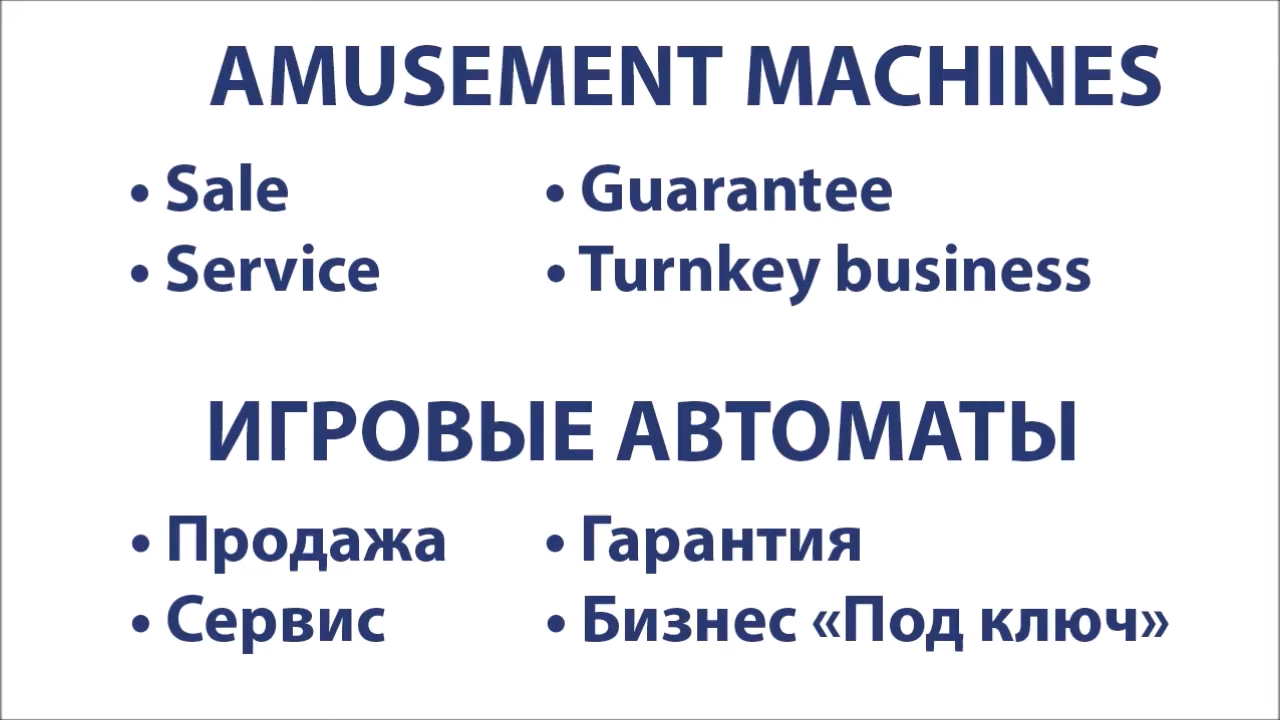 AMUSEMENT MACHINES
• Sale • Guarantee
• Service • Turnkey business
ИГРОВЫЕ АВТОМАТЫ
• Продажа • Гарантия
• Сервис • Бизнес «Под ключ»